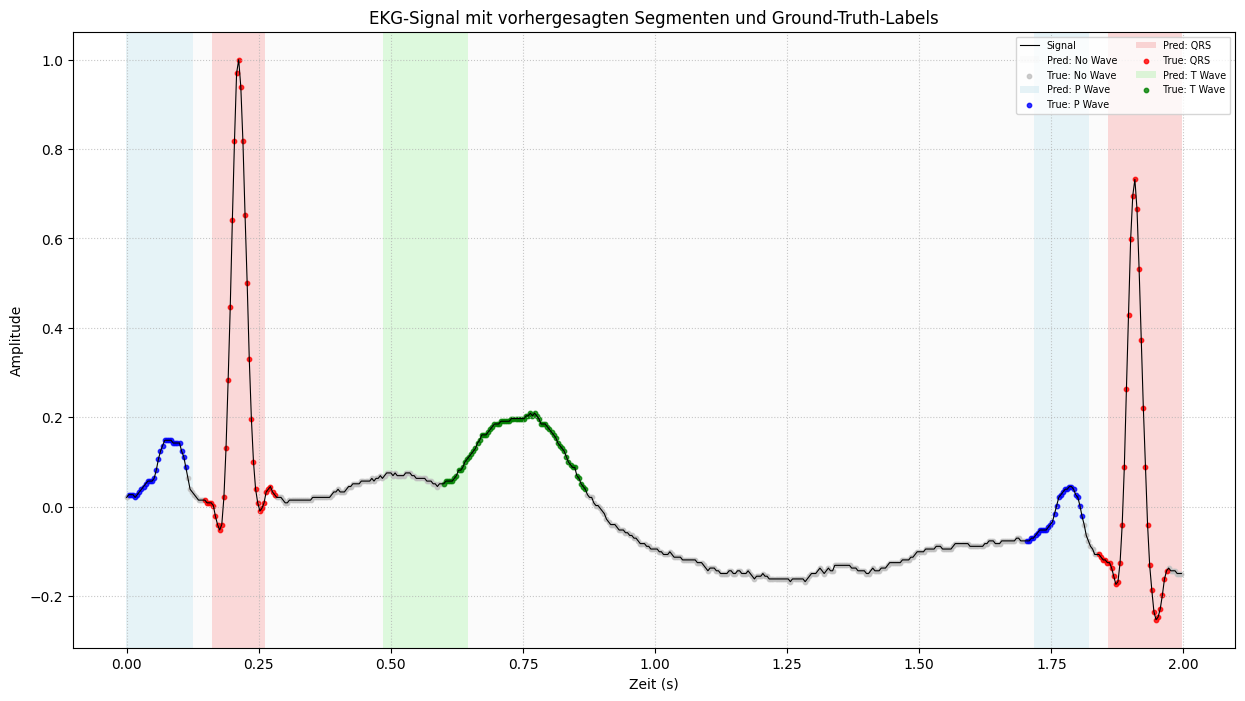 EKG-Signal mit vorhergesagten Segmenten und Ground-Truth-Labels
Signal
Pred: No Wave
True: No Wave
Pred: P Wave
True: P Wave
Pred: QRS
True: QRS
Pred: T Wave
True: T Wave
Amplitude
1.0
0.8
0.6
0.4
0.2
0.0
−0.2
0.00 0.25 0.50 0.75 1.00 1.25 1.50 1.75 2.00
Zeit (s)